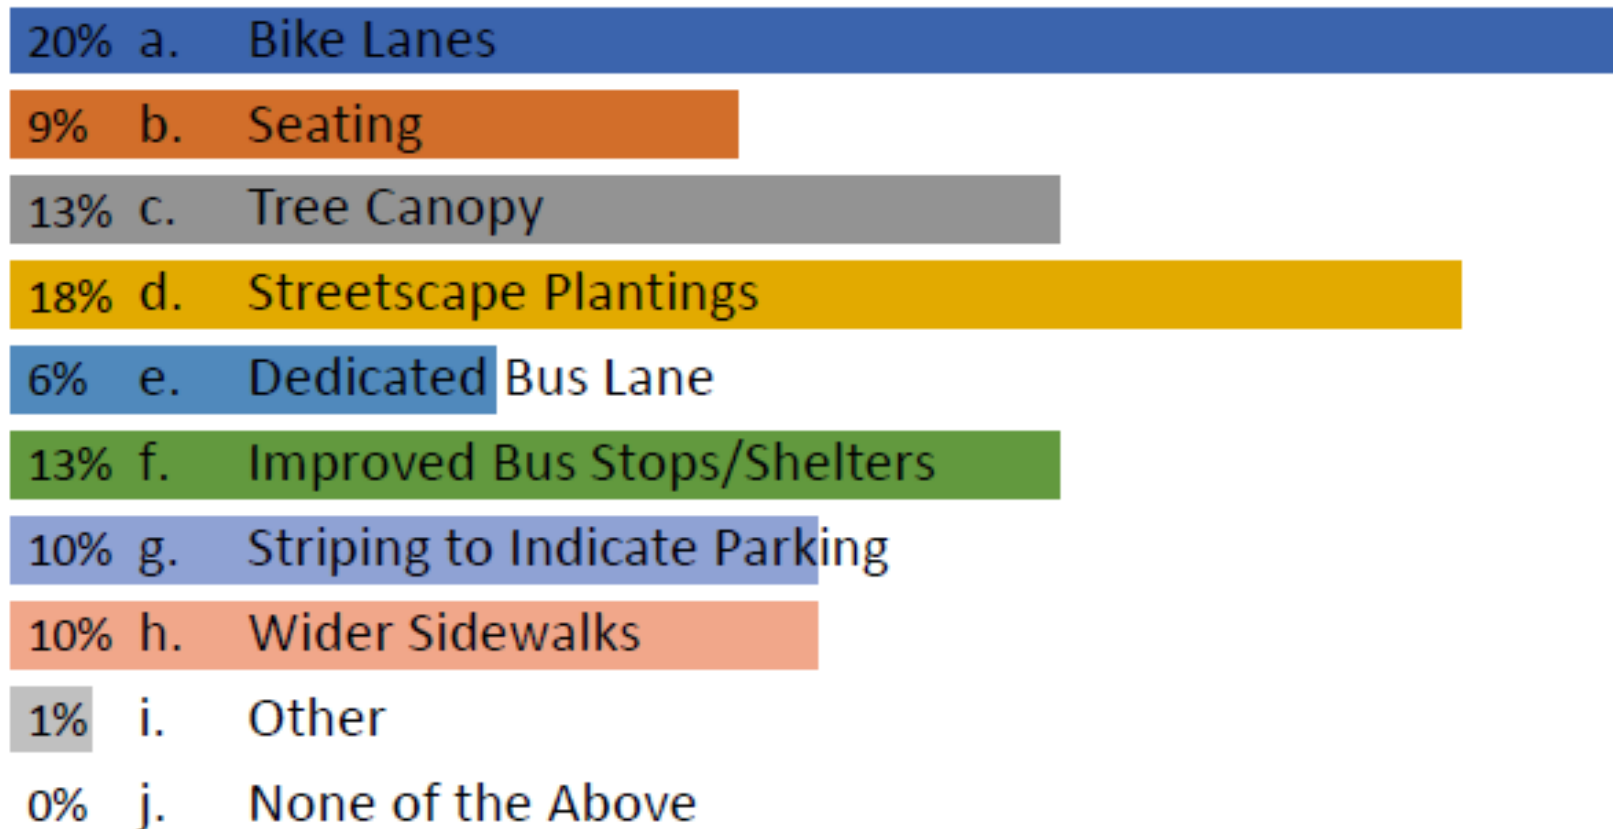 20% a. Bike Lanes
9% b. Seating
13% c. Tree Canopy
18% d. Streetscape Plantings
6% e. Dedicated Bus Lane
13% f. Improved Bus Stops/Shelters
10% g. Striping to Indicate Parking
10% h. Wider Sidewalks
1% i. Other
0% j. None of the Above